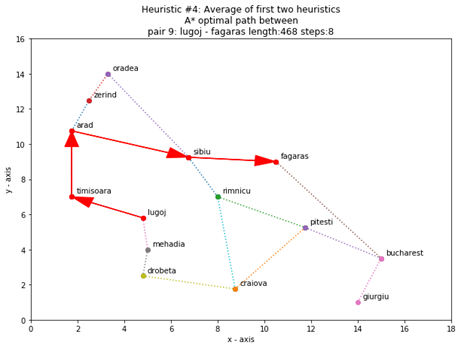 Heuristic #4: Average of first two heuristics
A* optimal path between
pair 9: lugoj - fagaras length:468 steps:8
16
14
12
10
8
6
4
2
0
y - axis
oradea
zerind
arad
sibiu
fagaras
timisoara
rimnicu
lugoj
pitesti
mehadia
bucharest
drobeta
craiova
giurgiu
0 2 4 6 8 10 12 14 16 18
x - axis